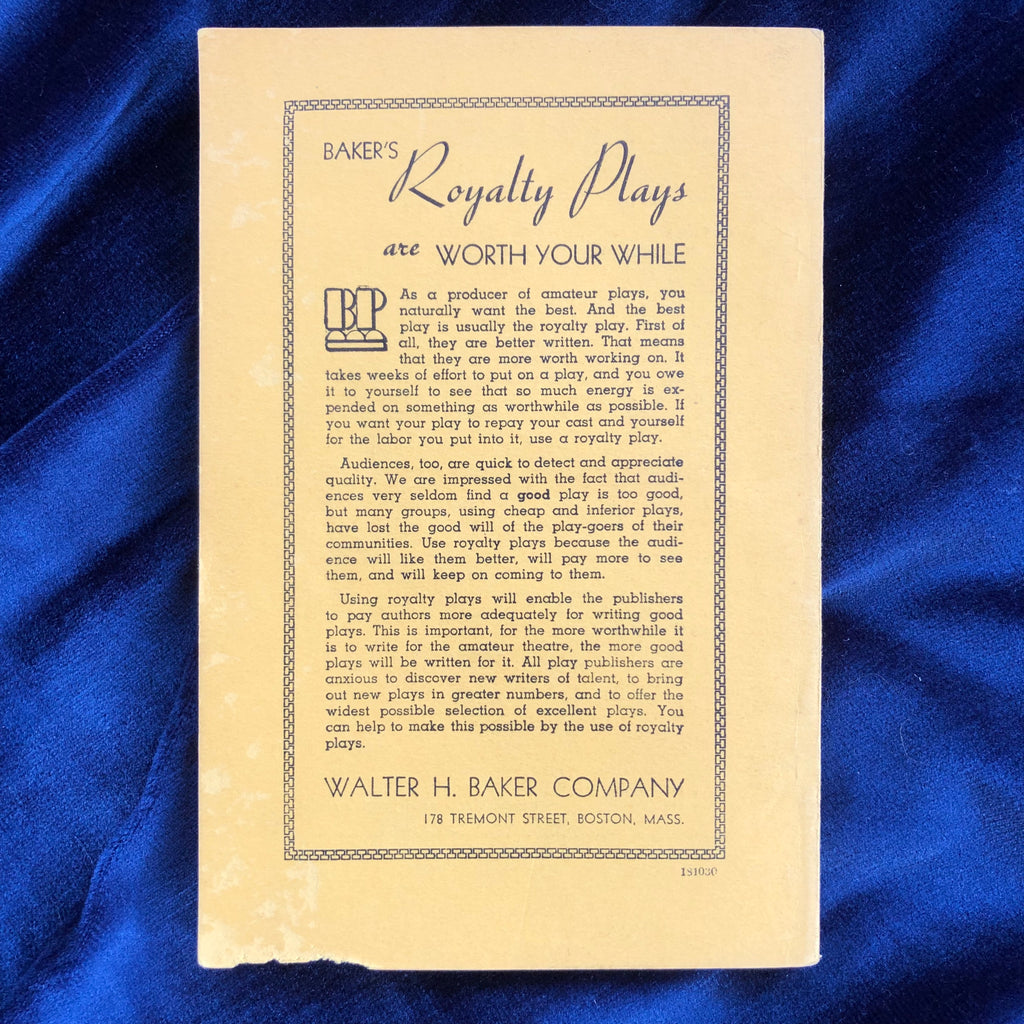 BAKER'S
Royalty Plays
are WORTH YOUR WHILE
BP
As a producer of amateur plays, you
naturally want the best. And the best
play is usually the royalty play. First of
all, they are better written. That means
that they are more worth working on. It
takes weeks of effort to put on a play, and you owe
it to yourself to see that so much energy is ex-
pended on something as worthwhile as possible. If
you want your play to repay your cast and yourself
for the labor you put into it, use a royalty play.
Audiences, too, are quick to detect and appreciate
quality. We are impressed with the fact that audi-
ences very seldom find a good play is too good,
but many groups, using cheap and inferior plays,
have lost the good will of the play-goers of their
communities. Use royalty plays because the audi-
ence will like them better, will pay more to see
them, and will keep on coming to them.
Using royalty plays will enable the publishers
to pay authors more adequately for writing good
plays. This is important, for the more worthwhile it
is to write for the amateur theatre, the more good
plays will be written for it. All play publishers are
anxious to discover new writers of talent, to bring
out new plays in greater numbers, and to offer the
widest possible selection of excellent plays. You
can help to make this possible by the use of royalty
plays.
WALTER H. BAKER COMPANY
178 TREMONT STREET, BOSTON, MASS.
181030